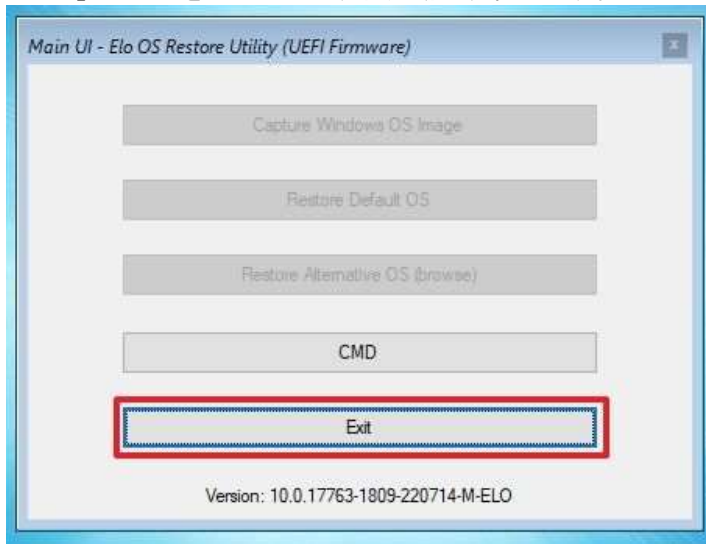 Main UI - Elo OS Restore Utility (UEFI Firmware)
x
Capture Windows OS Image
Restore Default OS
Restore Alternative OS (browse)
CMD
Exit
Version: 10.0.17763-1809-220714-M-ELO